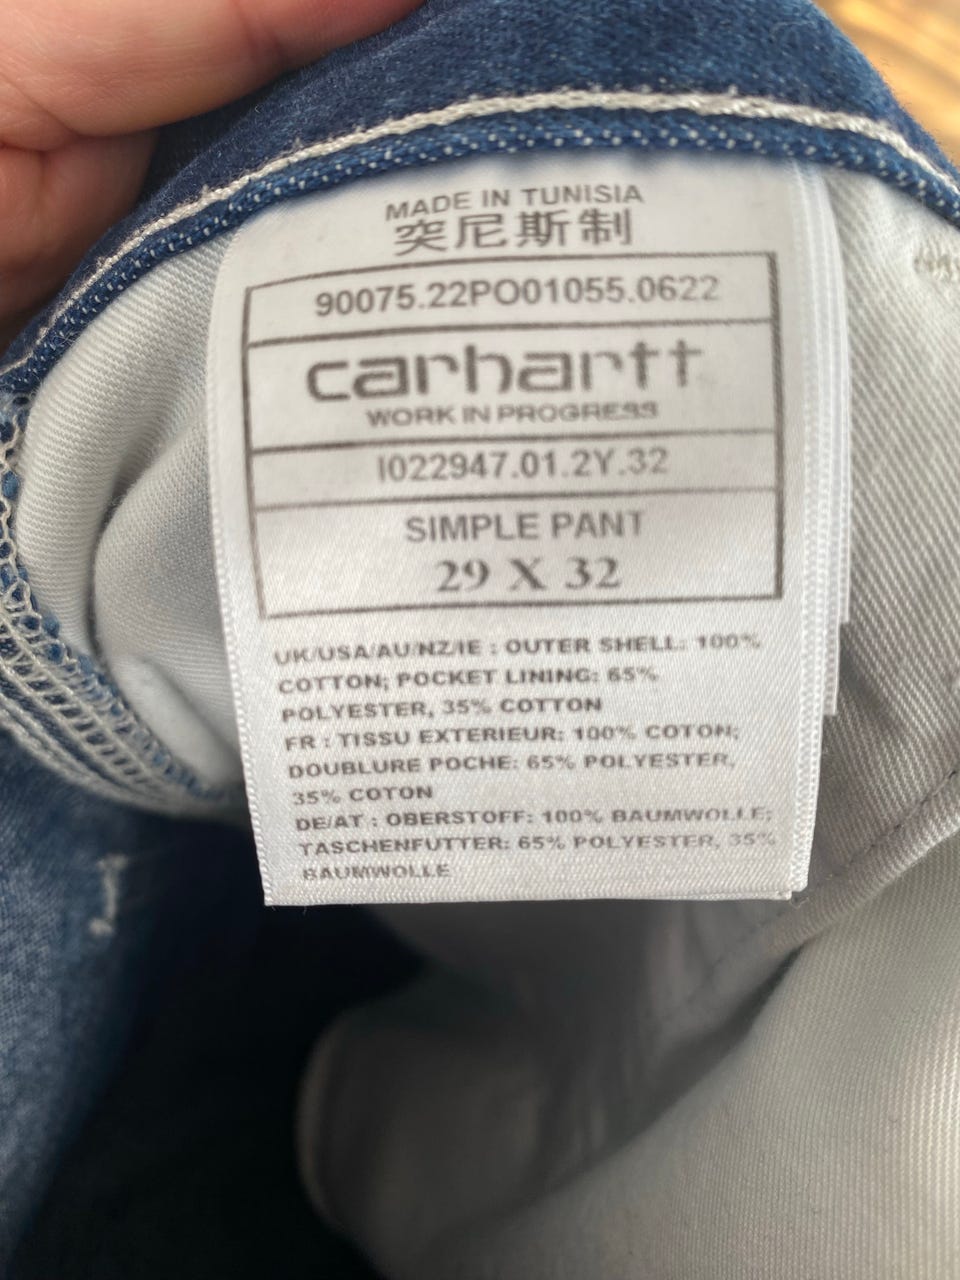 MADE IN TUNISIA
突尼斯制
90075.22PO01055.0622
carhartt
WORK IN PROGRESS
I022947.01.2Y.32
SIMPLE PANT
29 X 32
UK/USA/AU/NZ/IE : OUTER SHELL: 100%
COTTON; POCKET LINING: 65%
POLYESTER, 35% COTTON
FR : TISSU EXTERIEUR: 100% COTON;
DOUBLURE POCHE: 65% POLYESTER,
35% COTON
DE/AT : OBERSTOFF: 100% BAUMWOLLE;
TASCHENFUTTER: 65% POLYESTER, 35%
BAUMWOLLE